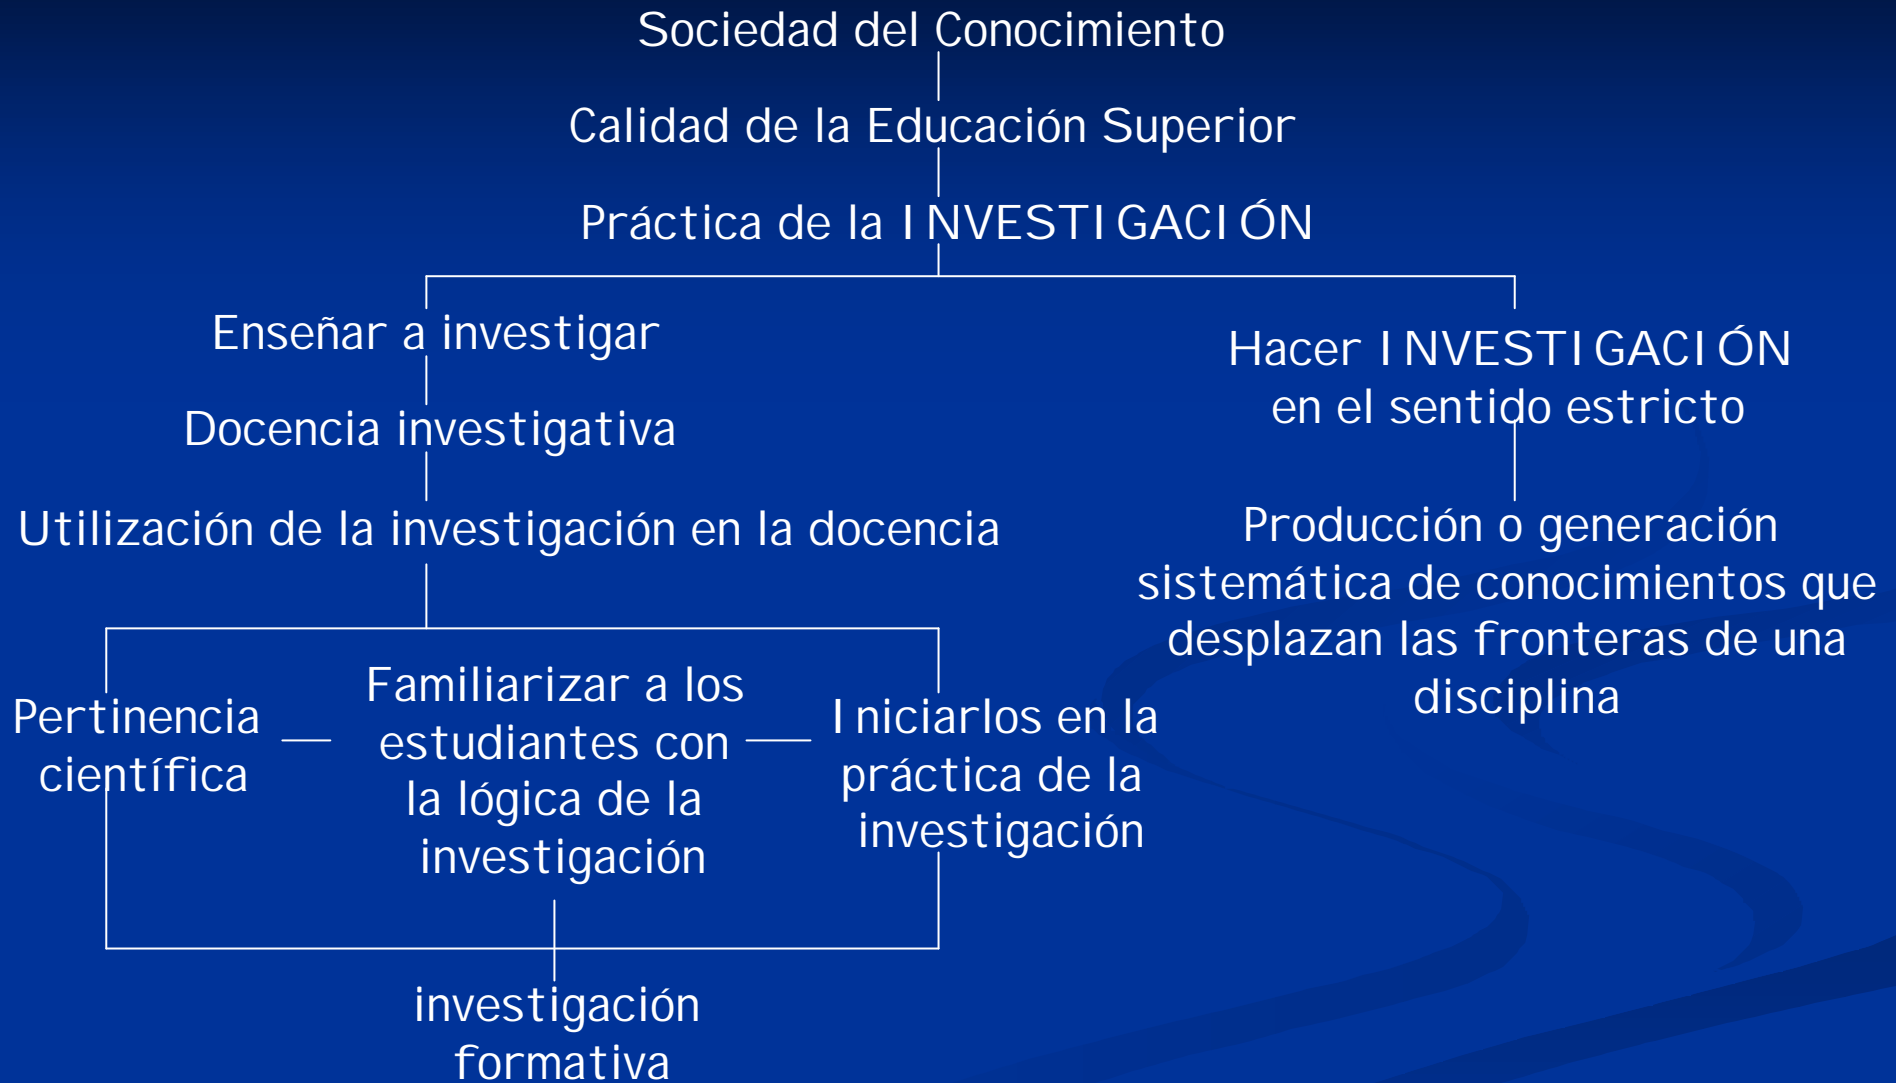 Sociedad del Conocimiento
Calidad de la Educación Superior
Práctica de la INVESTIGACIÓN
Enseñar a investigar
Docencia investigativa
Utilización de la investigación en la docencia
Pertinencia
científica
Familiarizar a los
estudiantes con
la lógica de la
investigación
Iniciarlos en la
práctica de la
investigación
investigación
formativa
Hacer INVESTIGACIÓN
en el sentido estricto
Producción o generación
sistemática de conocimientos que
desplazan las fronteras de una
disciplina